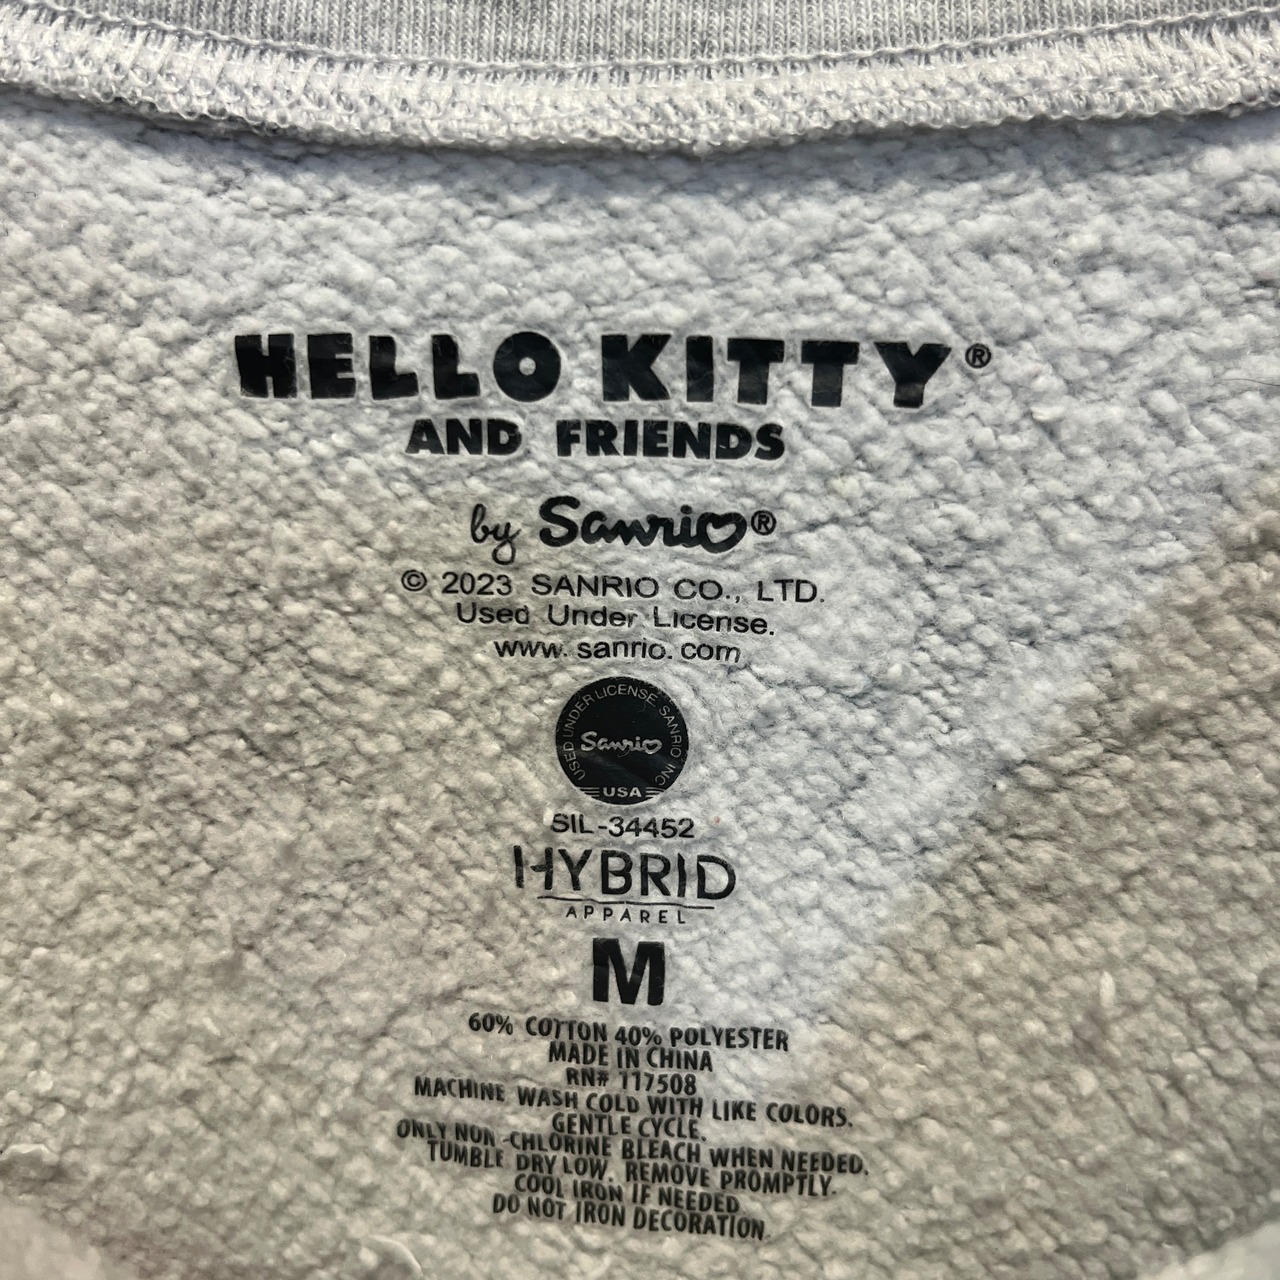 HELLO KITTY®
AND FRIENDS
by Sanrio®
© 2023 SANRIO CO., LTD.
Used Under License.
www.sanrio.com
USED UNDER LICENSE SANRIO INC
Sanrio
USA
SIL-34452
HYBRID
APPAREL
M
60% COTTON 40% POLYESTER
MADE IN CHINA
RN# 117508
MACHINE WASH COLD WITH LIKE COLORS.
GENTLE CYCLE.
ONLY NON-CHLORINE BLEACH WHEN NEEDED.
TUMBLE DRY LOW. REMOVE PROMPTLY.
COOL IRON IF NEEDED
DO NOT IRON DECORATION.